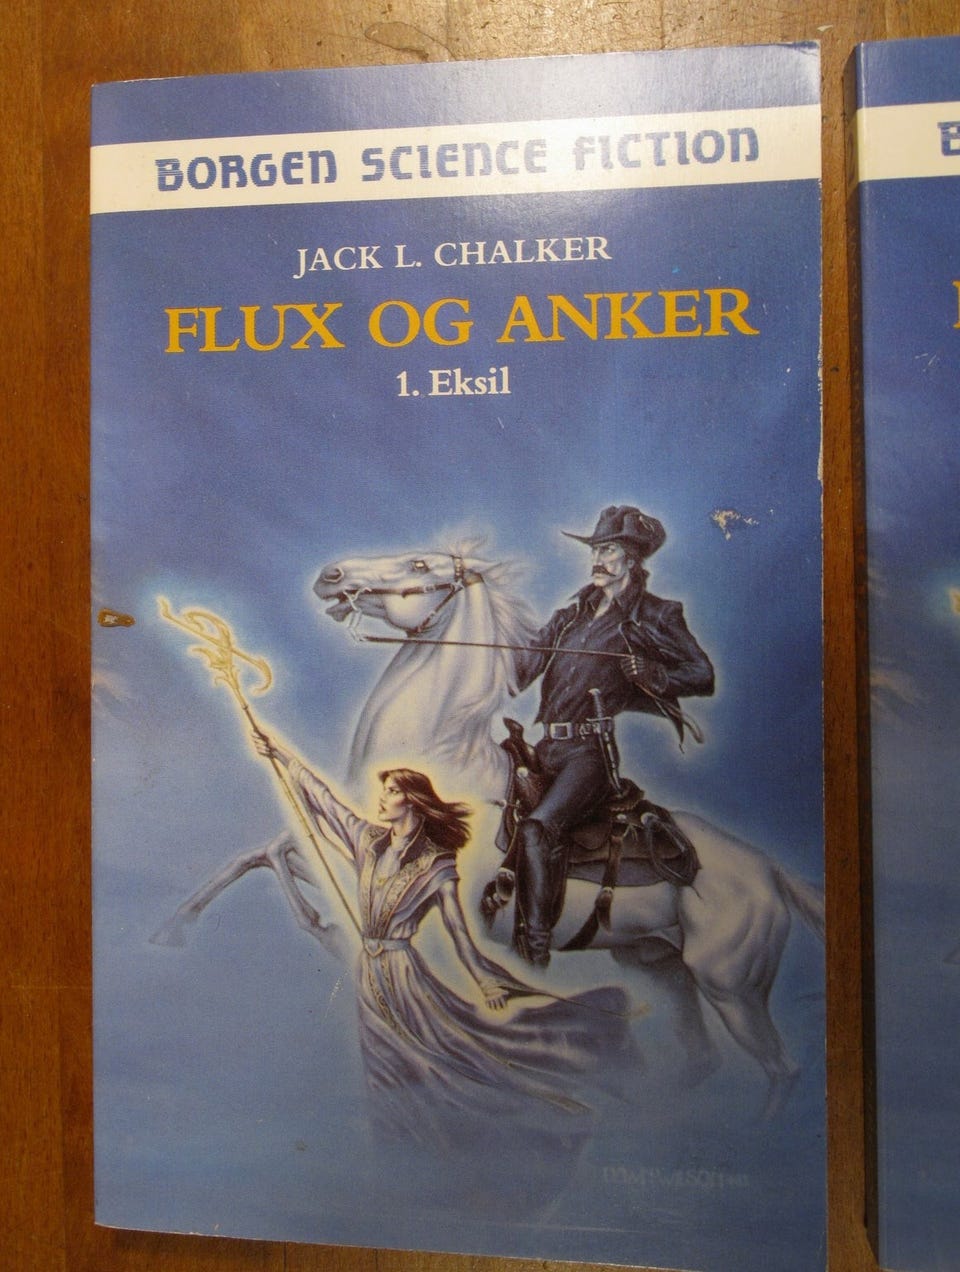 BORGEN SCIENCE FICTION
JACK L. CHALKER
FLUX OG ANKER
1. Eksil